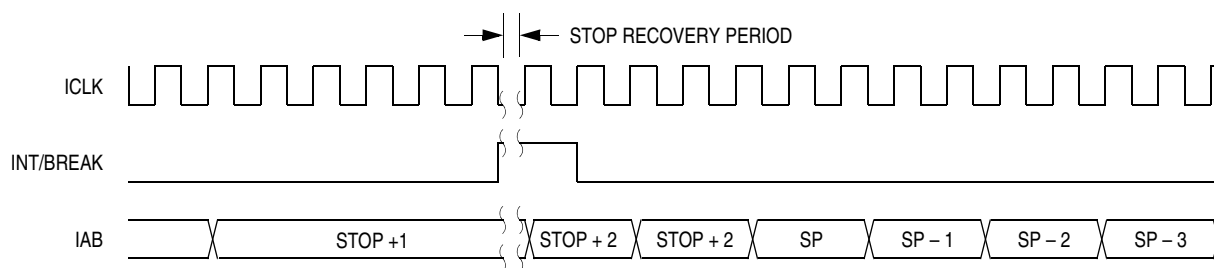 STOP RECOVERY PERIOD
ICLK
INT/BREAK
IAB STOP +1 STOP + 2 STOP + 2 SP SP – 1 SP – 2 SP – 3